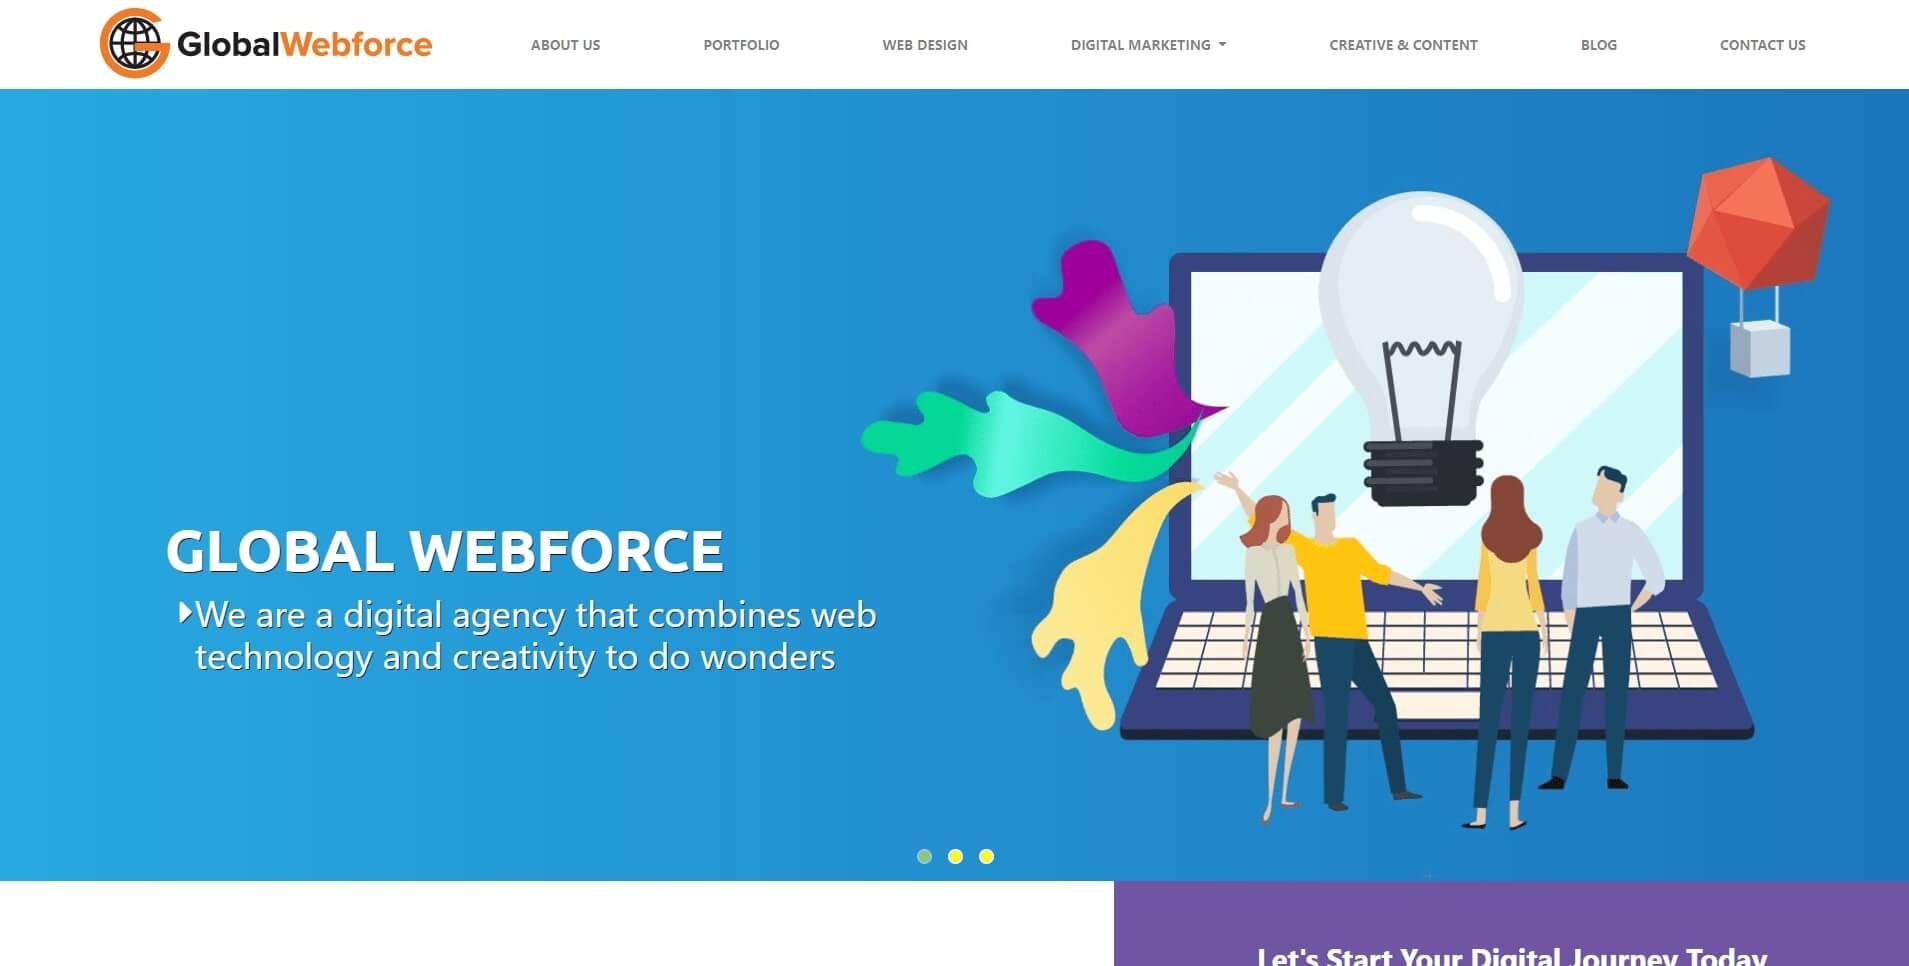 GlobalWebforce
ABOUT US
PORTFOLIO
WEB DESIGN
DIGITAL MARKETING
CREATIVE & CONTENT
BLOG
CONTACT US
GLOBAL WEBFORCE
We are a digital agency that combines web
technology and creativity to do wonders
Let's Start Your Digital Journey Today